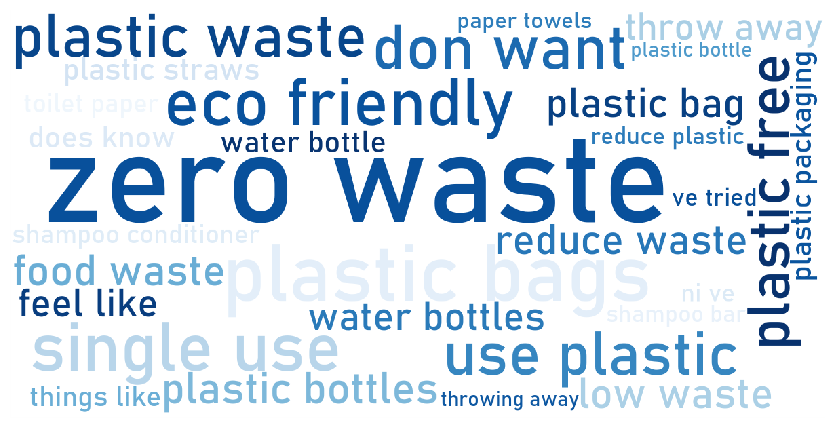 plastic waste
don want
paper towels
throw away
plastic bottle
plastic straws
toilet paper
eco friendly
plastic bag
does know
water bottle
reduce plastic
zero waste
ve tried
plastic free
plastic packaging
shampoo conditioner
reduce waste
food waste
plastic bags
feel like
water bottles
ni ve
shampoo bar
single use
use plastic
things like
plastic bottles
throwing away
low waste